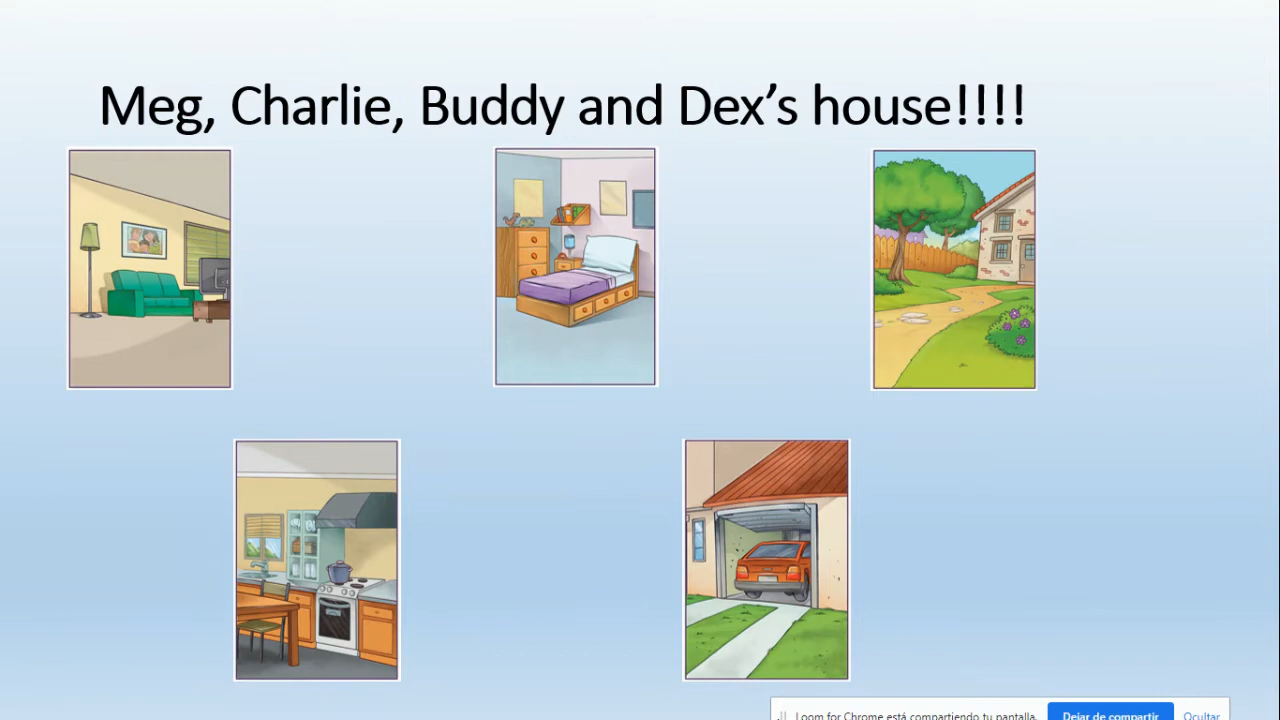 Meg, Charlie, Buddy and Dex’s house!!!!
Loom for Chrome está compartiendo tu pantalla. Dejar de compartir Ocultar